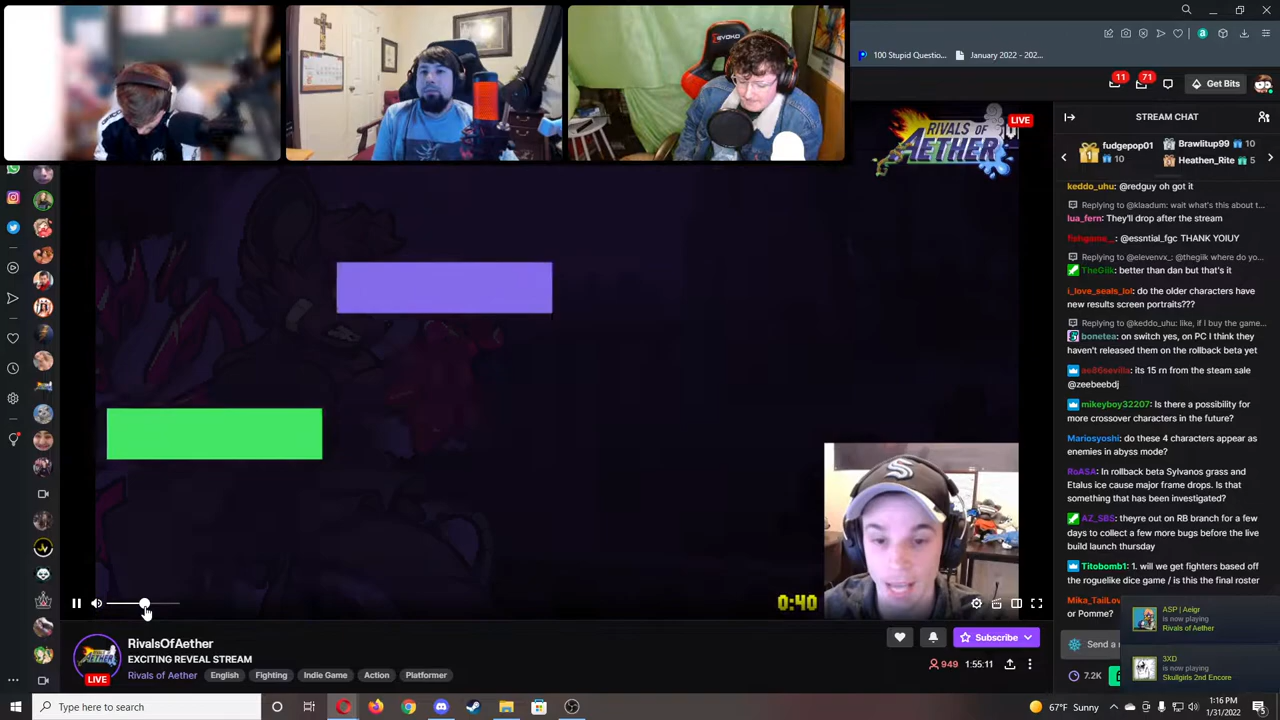 100 Stupid Questio...
January 2022 - 202...
11
71
Get Bits
RIVALS OF
AETHER
LIVE
STREAM CHAT
1
fudgepop01
10
Brawlitup99 10
Heathen_Rite 5
keddo_uhu: @redguy oh got it
Replying to @klaadum: wait what's this about t...
lua_fern: They'll drop after the stream
@essntial_fgc THANK YOIUY
Replying to @elevenvx_: @thegiik where do yo...
TheGiik: better than dan but that's it
i_love_seals_lol: do the older characters have
new results screen portraits???
Replying to @keddo_uhu: like, if I buy the game...
bonetea: on switch yes, on PC I think they
haven't released them on the rollback beta yet
its 15 rn from the steam sale
@zeebeebdj
mikeyboy32207: Is there a possibility for
more crossover characters in the future?
Mariosyoshi: do these 4 characters appear as
enemies in abyss mode?
RoASA: In rollback beta Sylvanos grass and
Etalus ice cause major frame drops. Is that
something that has been investigated?
AZ_SBS: theyre out on RB branch for a few
days to collect a few more bugs before the live
build launch thursday
Titobomb1: 1. will we get fighters based off
the roguelike dice game / is this the final roster
Mika_TailLov
or Pomme?
ASP | Aeigr
is now playing
Rivals of Aether
Send a
3XD
is now playing
Skullgirls 2nd Encore
7.2K
0:40
RivalsOfAether
EXCITING REVEAL STREAM
Rivals of Aether English Fighting Indie Game Action Platformer
LIVE
Subscribe
949 1:55:11
Type here to search
67°F Sunny
1:16 PM
1/31/2022